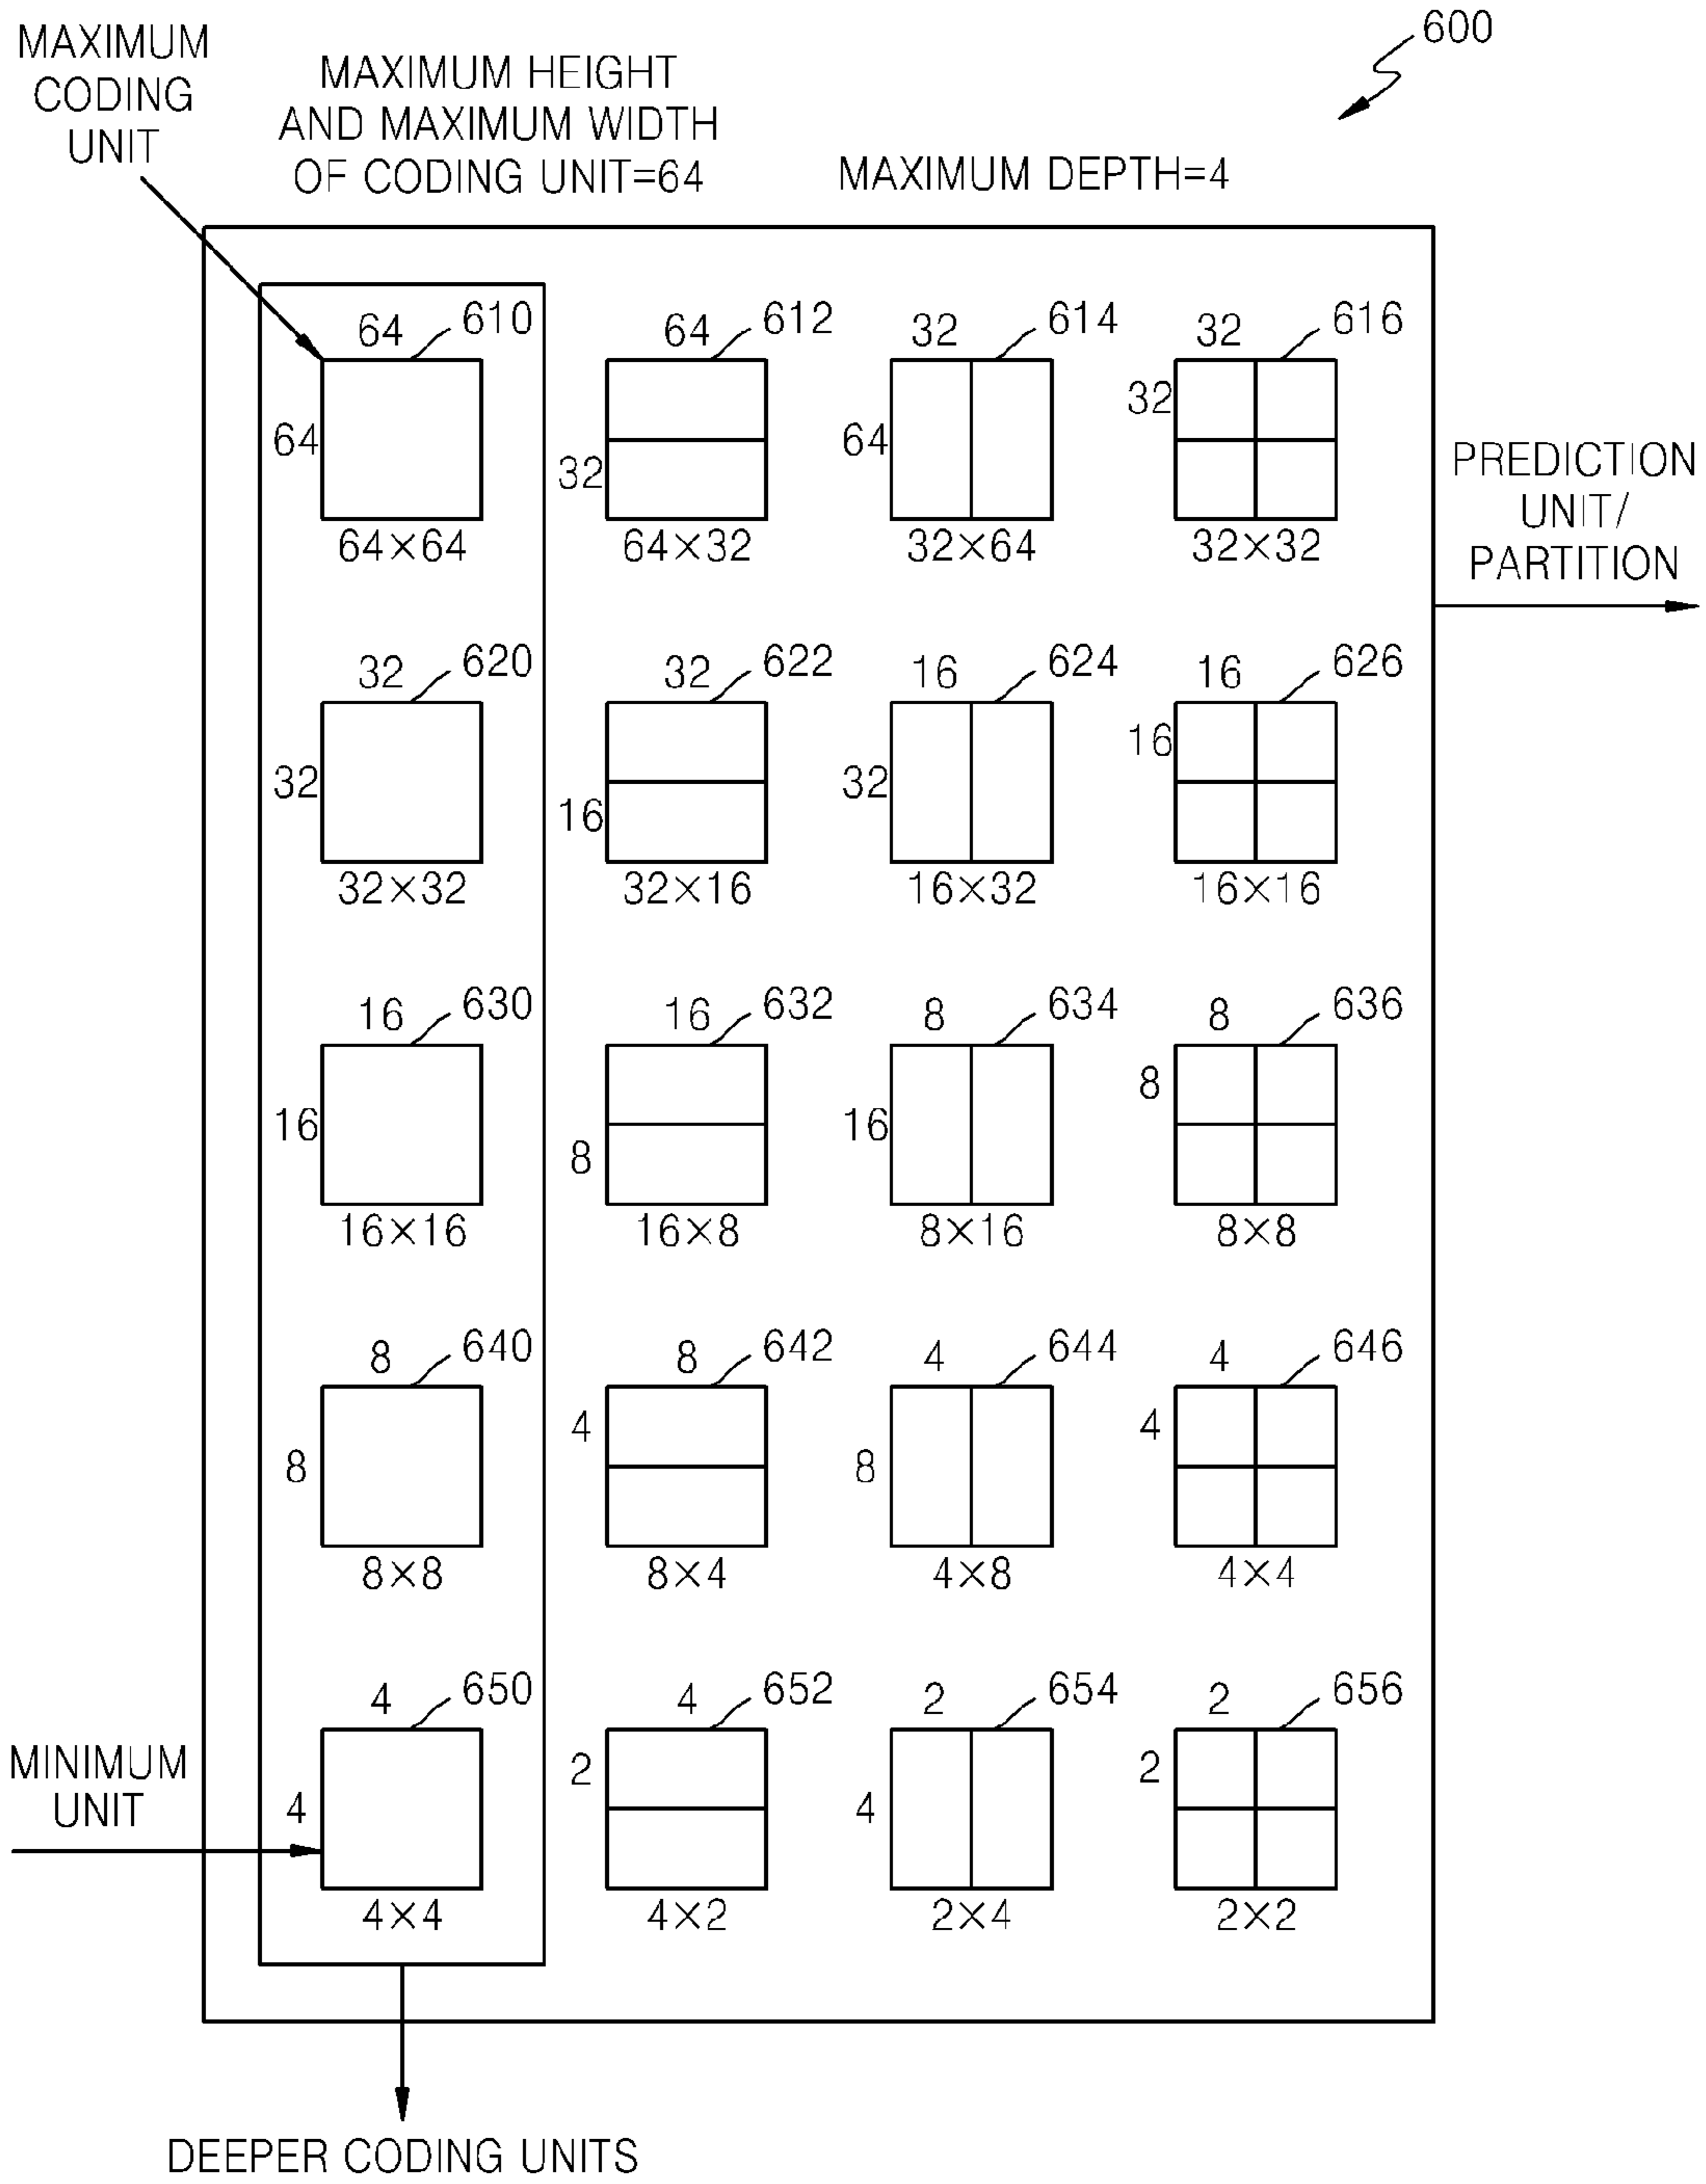 600
MAXIMUM
CODING
UNIT
MAXIMUM HEIGHT
AND MAXIMUM WIDTH
OF CODING UNIT=64
MAXIMUM DEPTH=4
64 610 64 612 32 614 32 616
64 32 64 32
64×64 64×32 32×64 32×32
PREDICTION
UNIT/
PARTITION
32 620 32 622 16 624 16 626
32 16 32 16
32×32 32×16 16×32 16×16
16 630 16 632 8 634 8 636
16 8 16 8
16×16 16×8 8×16 8×8
8 640 8 642 4 644 4 646
8 4 8 4
8×8 8×4 4×8 4×4
4 650 4 652 2 654 2 656
MINIMUM
UNIT
4 2 4 2
4×4 4×2 2×4 2×2
DEEPER CODING UNITS